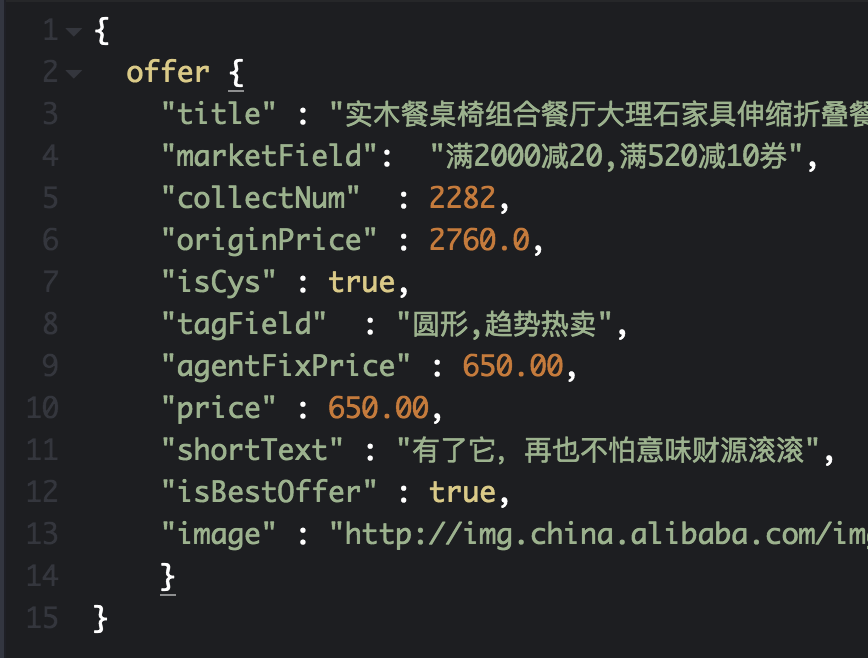 1 {
2 offer {
3 "title" : "实木餐桌椅组合餐厅大理石家具伸缩折叠餐
4 "marketField": "满2000减20,满520减10券",
5 "collectNum" : 2282,
6 "originPrice" : 2760.0,
7 "isCys" : true,
8 "tagField" : "圆形,趋势热卖",
9 "agentFixPrice" : 650.00,
10 "price" : 650.00,
11 "shortText" : "有了它，再也不怕意味财源滚滚",
12 "isBestOffer" : true,
13 "image" : "http://img.china.alibaba.com/img
14 }
15 }